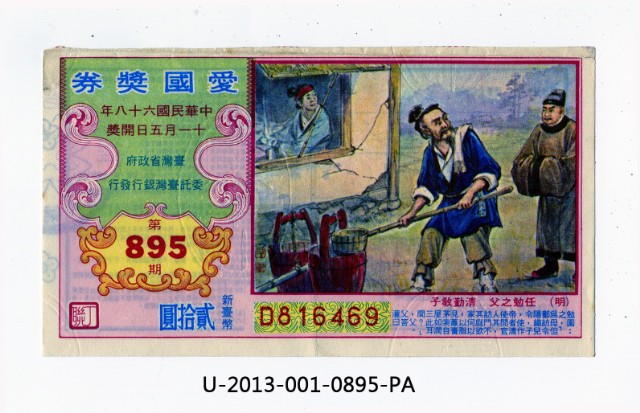 愛國獎券
中華民國六十八年
十一月五日開獎
臺灣省政府
委託臺灣銀行發行
第
895
期
新臺幣
貳拾圓
D816469
(明) 任勉之父 清勤敎子
U-2013-001-0895-PA